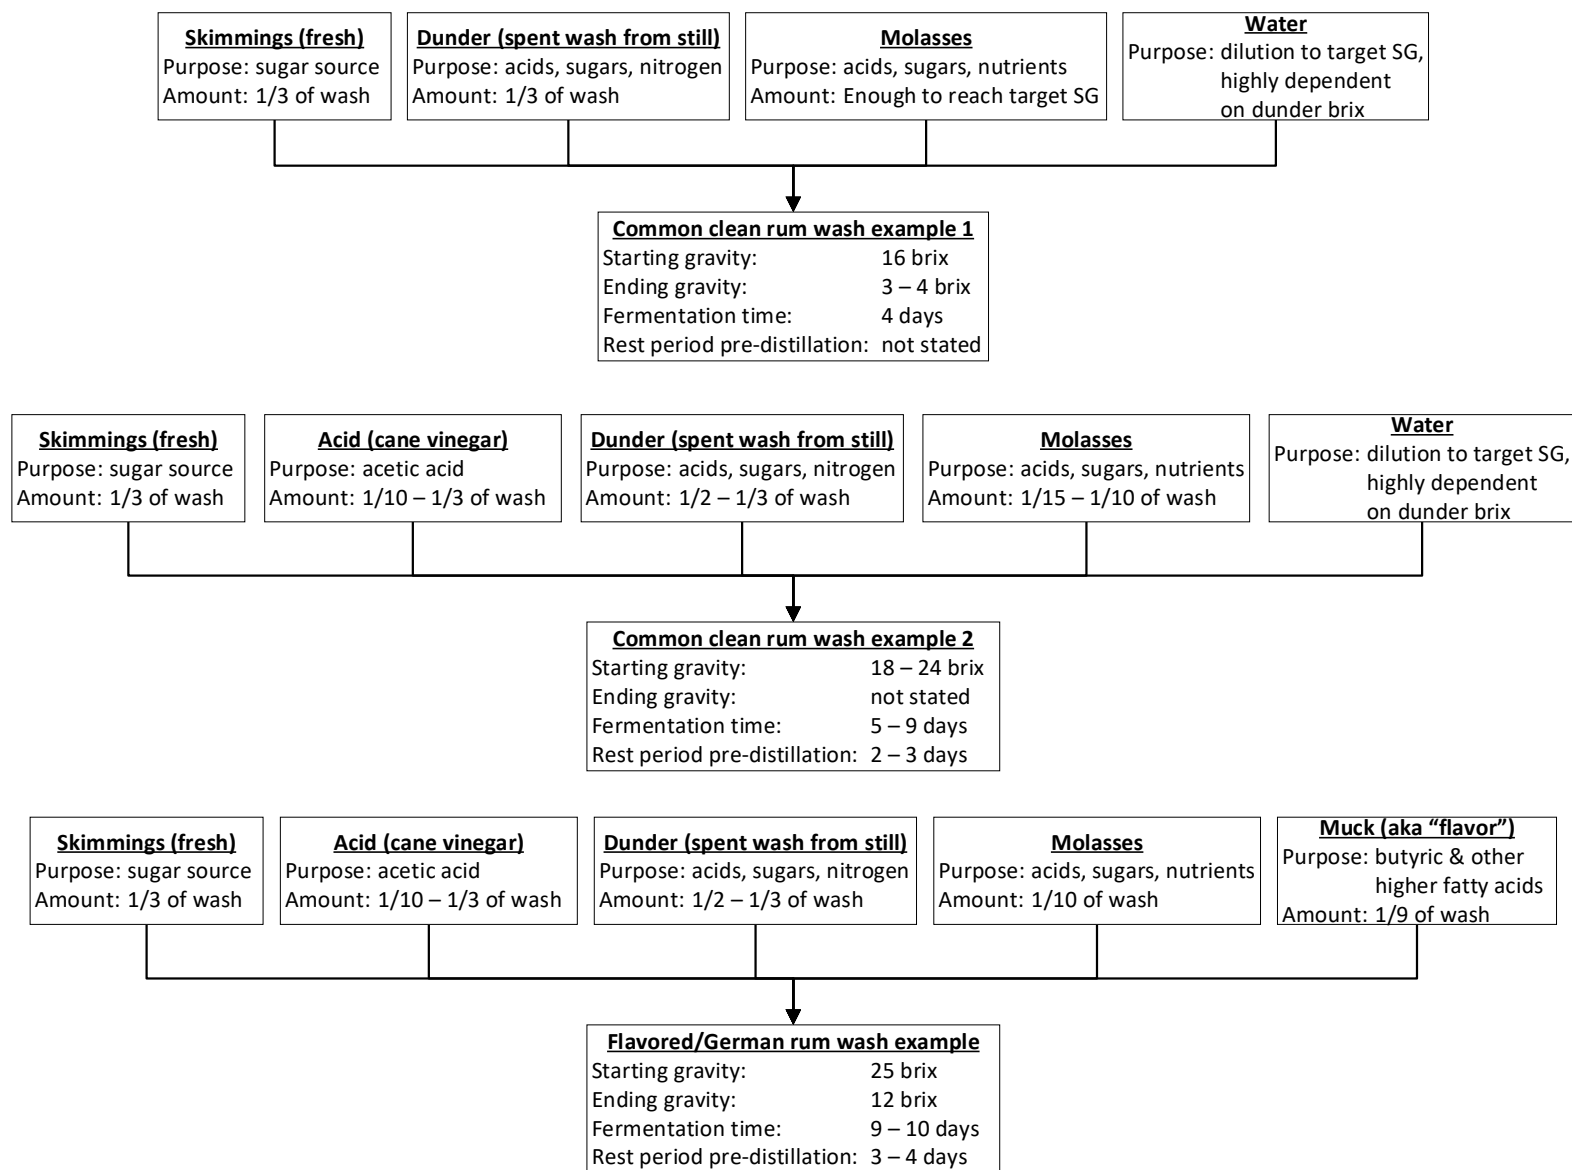 Skimmings (fresh)
Purpose: sugar source
Amount: 1/3 of wash
Dunder (spent wash from still)
Purpose: acids, sugars, nitrogen
Amount: 1/3 of wash
Molasses
Purpose: acids, sugars, nutrients
Amount: Enough to reach target SG
Water
Purpose: dilution to target SG,
highly dependent
on dunder brix
Common clean rum wash example 1
Starting gravity: 16 brix
Ending gravity: 3 – 4 brix
Fermentation time: 4 days
Rest period pre-distillation: not stated
Skimmings (fresh)
Purpose: sugar source
Amount: 1/3 of wash
Acid (cane vinegar)
Purpose: acetic acid
Amount: 1/10 – 1/3 of wash
Dunder (spent wash from still)
Purpose: acids, sugars, nitrogen
Amount: 1/2 – 1/3 of wash
Molasses
Purpose: acids, sugars, nutrients
Amount: 1/15 – 1/10 of wash
Water
Purpose: dilution to target SG,
highly dependent
on dunder brix
Common clean rum wash example 2
Starting gravity: 18 – 24 brix
Ending gravity: not stated
Fermentation time: 5 – 9 days
Rest period pre-distillation: 2 – 3 days
Skimmings (fresh)
Purpose: sugar source
Amount: 1/3 of wash
Acid (cane vinegar)
Purpose: acetic acid
Amount: 1/10 – 1/3 of wash
Dunder (spent wash from still)
Purpose: acids, sugars, nitrogen
Amount: 1/2 – 1/3 of wash
Molasses
Purpose: acids, sugars, nutrients
Amount: 1/10 of wash
Muck (aka “flavor”)
Purpose: butyric & other
higher fatty acids
Amount: 1/9 of wash
Flavored/German rum wash example
Starting gravity: 25 brix
Ending gravity: 12 brix
Fermentation time: 9 – 10 days
Rest period pre-distillation: 3 – 4 days